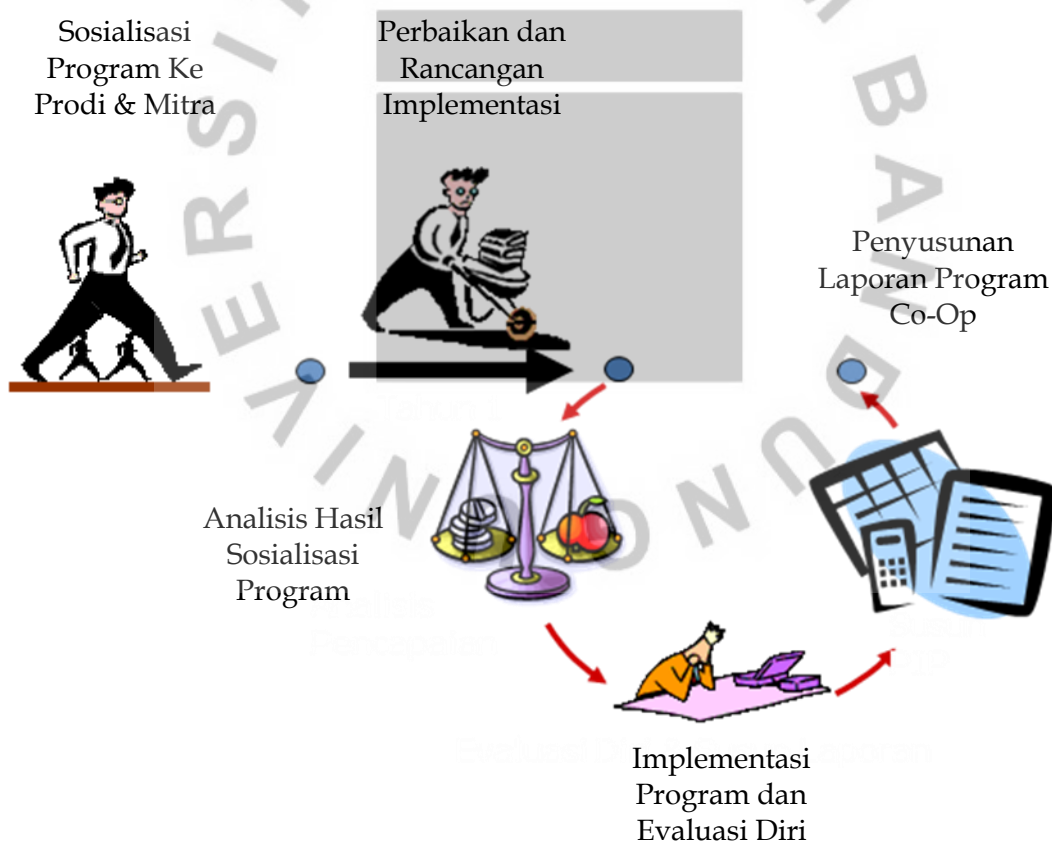 Sosialisasi
Program Ke
Prodi & Mitra
Perbaikan dan
Rancangan
Implementasi
Penyusunan
Laporan Program
Co-Op
Analisis Hasil
Sosialisasi
Program
Implementasi
Program dan
Evaluasi Diri